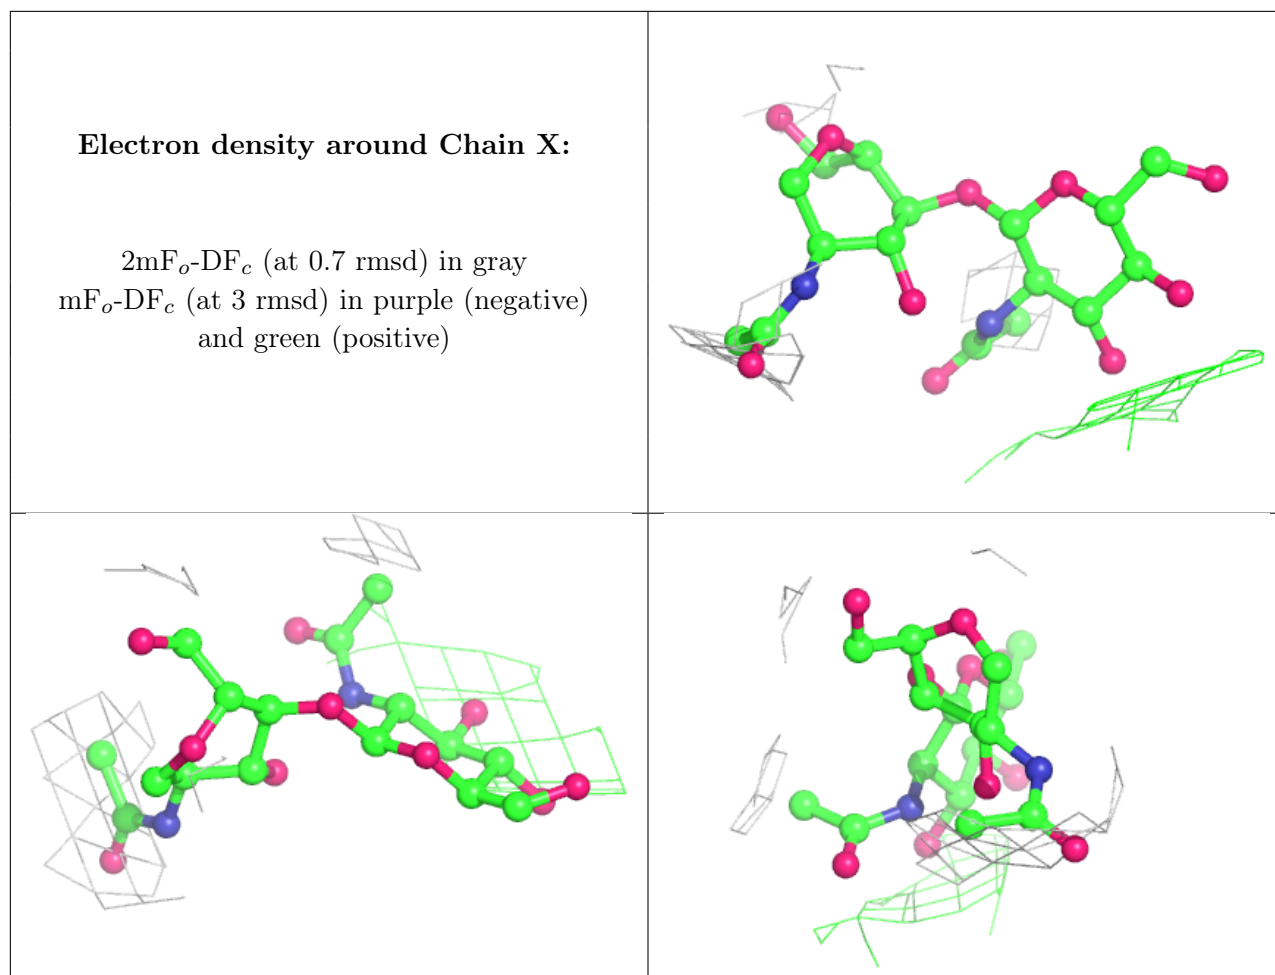 Electron density around Chain X:
2mFo-DFc (at 0.7 rmsd) in gray
mFo-DFc (at 3 rmsd) in purple (negative)
and green (positive)